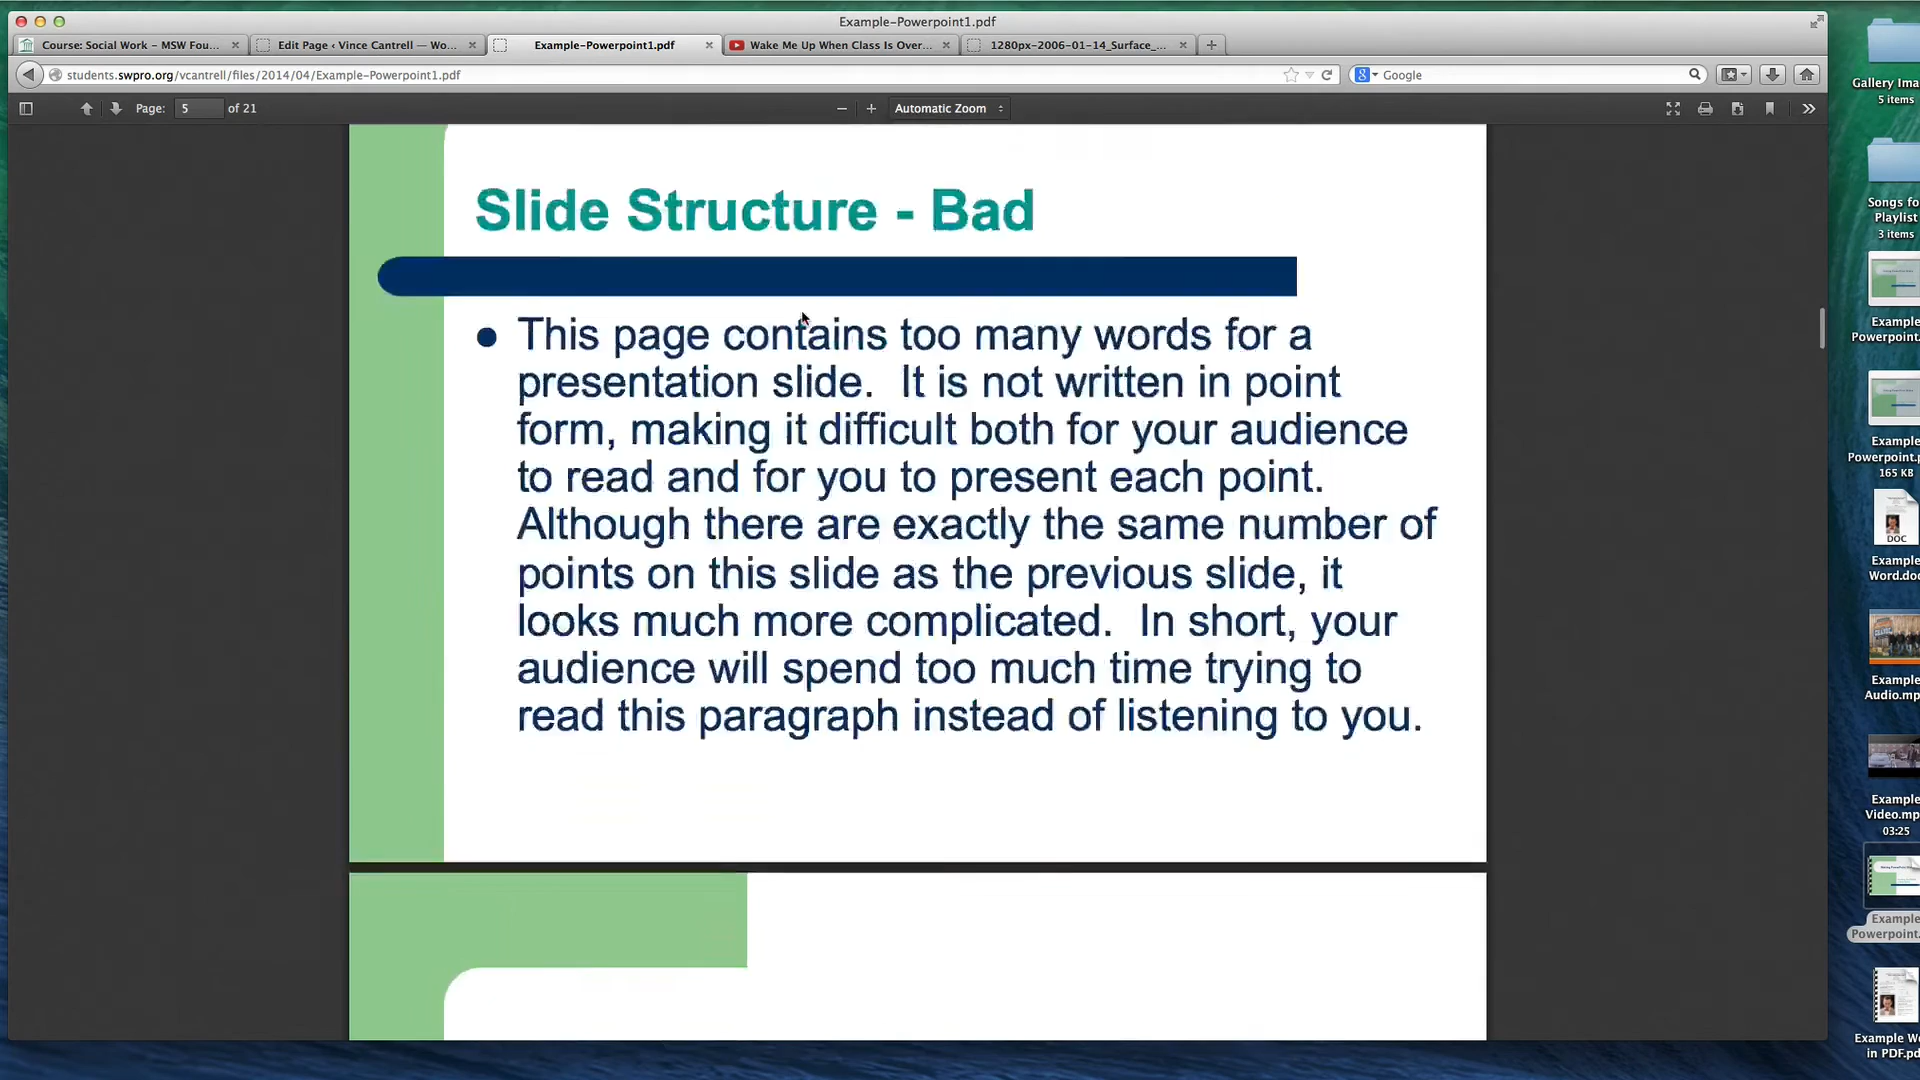 Example-Powerpoint1.pdf
Course: Social Work – MSW Fou...
Edit Page ‹ Vince Cantrell — Wo...
Example-Powerpoint1.pdf
Wake Me Up When Class Is Over...
1280px-2006-01-14_Surface_...
students.swpro.org/vcantrell/files/2014/04/Example-Powerpoint1.pdf
Google
Page: 5 of 21
Automatic Zoom
Slide Structure - Bad
This page contains too many words for a
presentation slide. It is not written in point
form, making it difficult both for your audience
to read and for you to present each point.
Although there are exactly the same number of
points on this slide as the previous slide, it
looks much more complicated. In short, your
audience will spend too much time trying to
read this paragraph instead of listening to you.
Gallery Ima
5 items
Songs fo
Playlist
3 items
Example
Powerpoint.
Example
Powerpoint.p
165 KB
DOC
Example
Word.doc
Example
Audio.mp
Example
Video.mp
03:25
Example
Powerpoint.
Example Wo
in PDF.pd